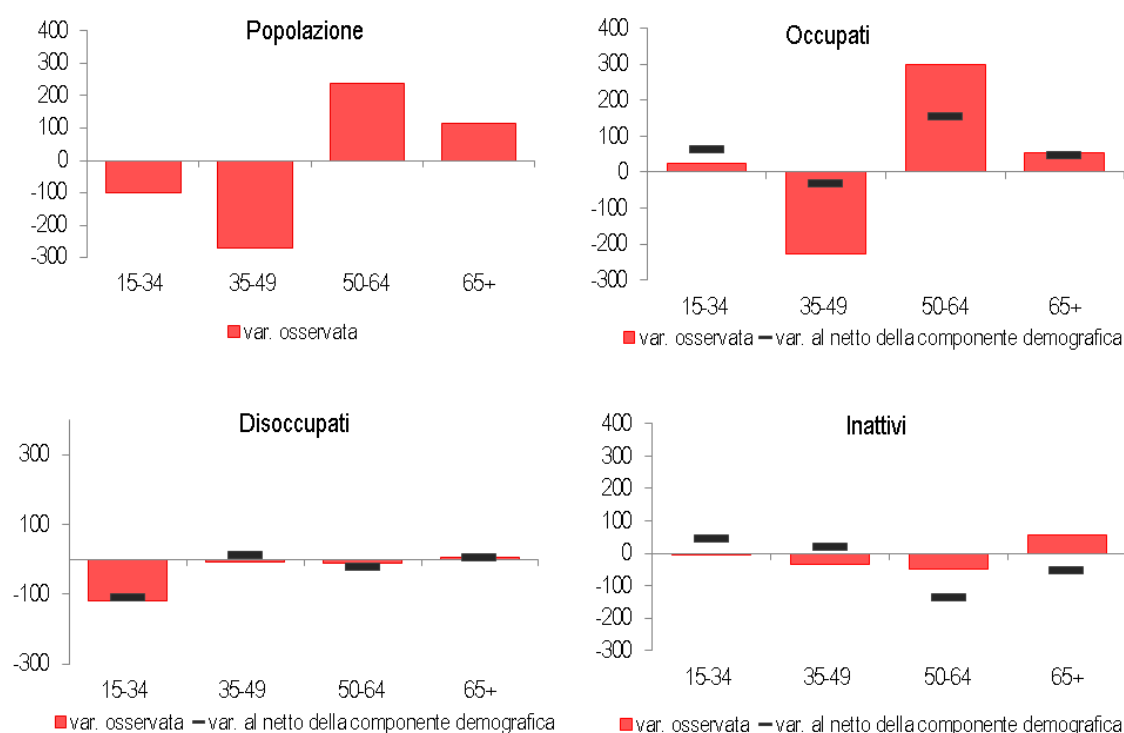 Popolazione
400
300
200
100
0
-100
-200
-300
15-34 35-49 50-64 65+
var. osservata
Occupati
400
300
200
100
0
-100
-200
-300
15-34 35-49 50-64 65+
var. osservata var. al netto della componente demografica
Disoccupati
300
100
-100
-300
15-34 35-49 50-64 65+
var. osservata var. al netto della componente demografica
Inattivi
400
300
200
100
0
-100
-200
-300
15-34 35-49 50-64 65+
var. osservata var. al netto della componente demografica